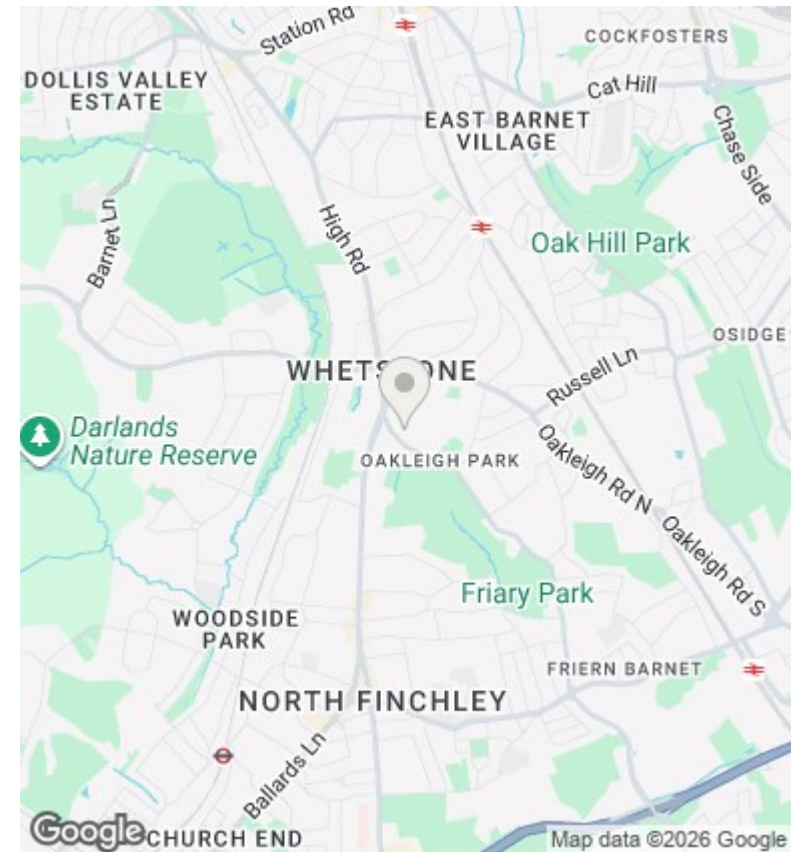 Station Rd
COCKFOSTERS
DOLLIS VALLEY
ESTATE
Cat Hill
EAST BARNET
VILLAGE
Chase Side
Barnet Ln
High Rd
Oak Hill Park
OSIDGE
WHETSTONE
Russell Ln
Darlands
Nature Reserve
OAKLEIGH PARK
Oakleigh Rd N
Oakleigh Rd S
Friary Park
WOODSIDE
PARK
FRIERN BARNET
NORTH FINCHLEY
Ballards Ln
Google
CHURCH END
Map data ©2026 Google